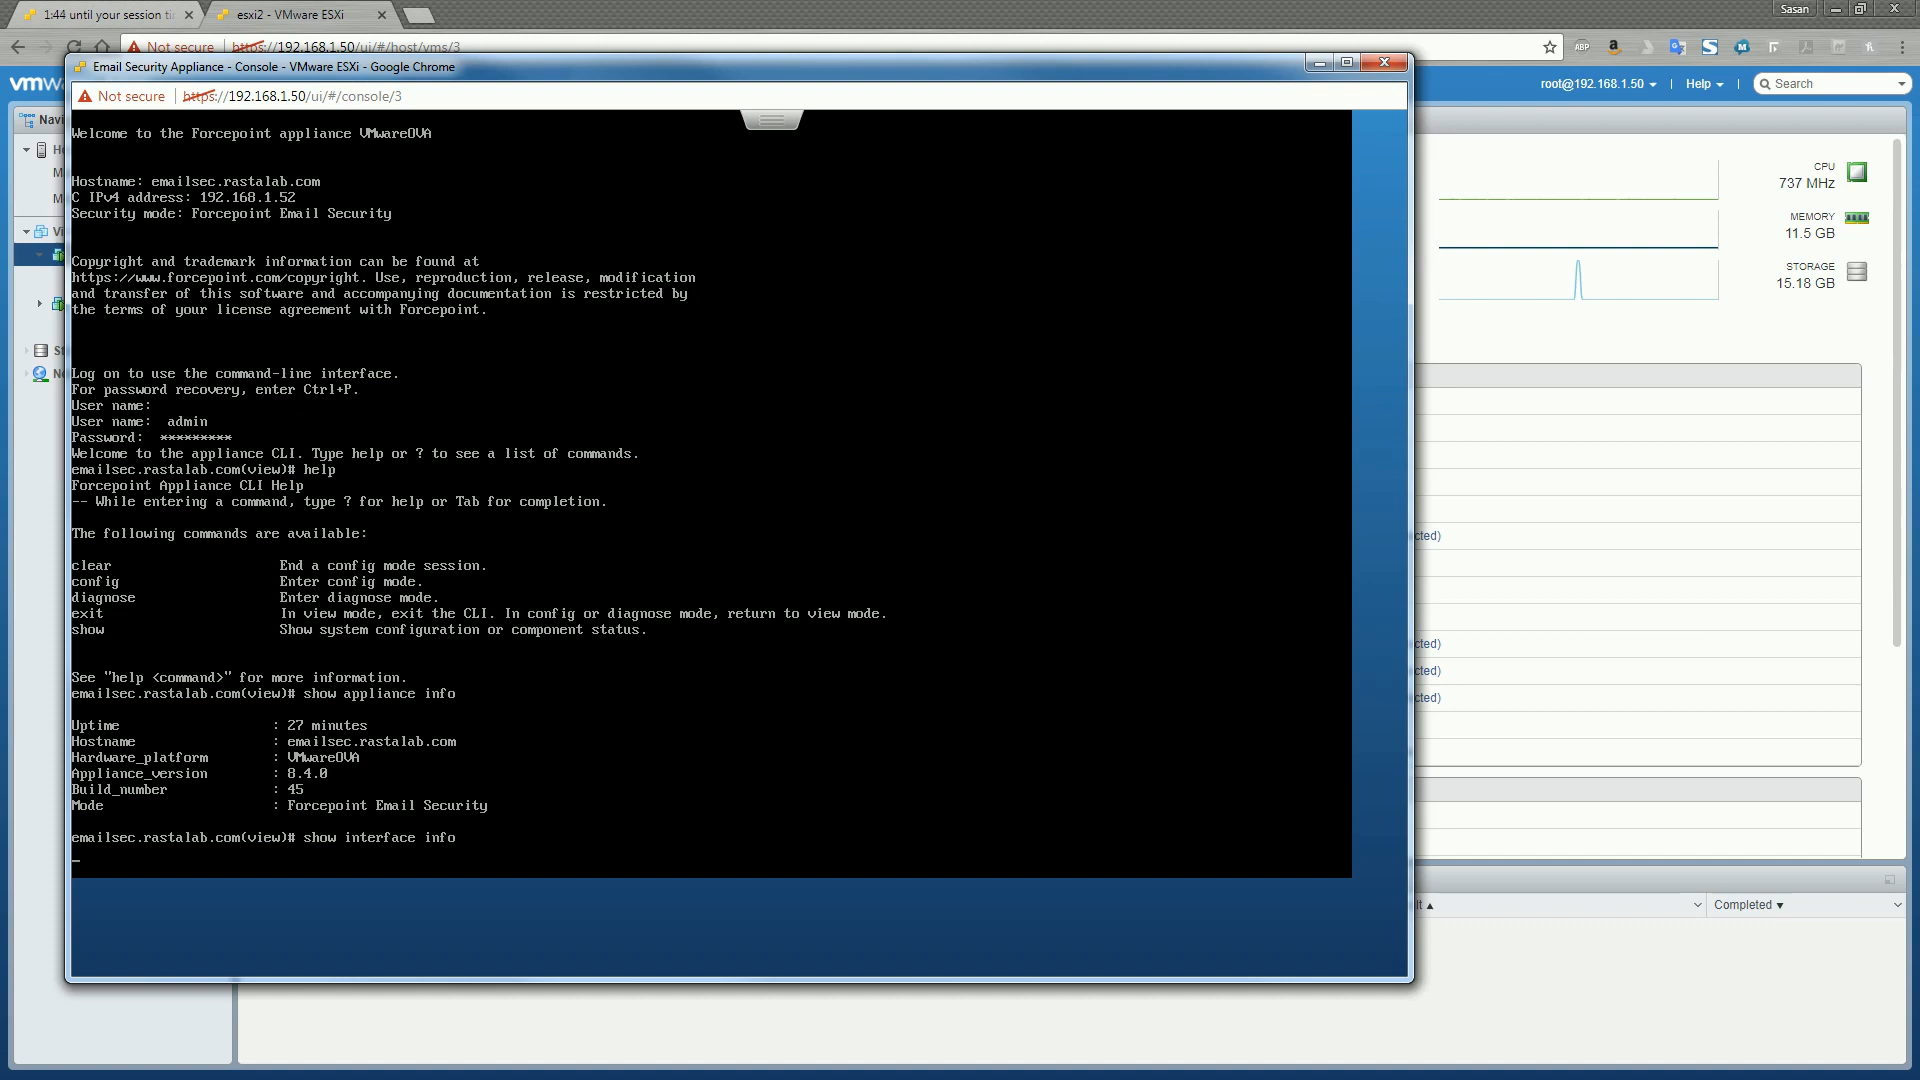 1:44 until your session ti
esxi2 - VMware ESXi
Sasan
Not secure
https://192.168.1.50/ui/#/host/vms/3
ABP
Email Security Appliance - Console - VMware ESXi - Google Chrome
Not secure
https://192.168.1.50/ui/#/console/3
root@192.168.1.50
Help
Search
Welcome to the Forcepoint appliance VMwareOVA
Hostname: emailsec.rastalab.com
C IPv4 address: 192.168.1.52
Security mode: Forcepoint Email Security
Copyright and trademark information can be found at
https://www.forcepoint.com/copyright. Use, reproduction, release, modification
and transfer of this software and accompanying documentation is restricted by
the terms of your license agreement with Forcepoint.
Log on to use the command-line interface.
For password recovery, enter Ctrl+P.
User name:
User name:  admin
Password:  *********
Welcome to the appliance CLI. Type help or ? to see a list of commands.
emailsec.rastalab.com(view)# help
Forcepoint Appliance CLI Help
-- While entering a command, type ? for help or Tab for completion.
The following commands are available:
clear End a config mode session.
config Enter config mode.
diagnose Enter diagnose mode.
exit In view mode, exit the CLI. In config or diagnose mode, return to view mode.
show Show system configuration or component status.
See "help <command>" for more information.
emailsec.rastalab.com(view)# show appliance info
Uptime : 27 minutes
Hostname : emailsec.rastalab.com
Hardware_platform : VMwareOVA
Appliance_version : 8.4.0
Build_number : 45
Mode : Forcepoint Email Security
emailsec.rastalab.com(view)# show interface info
CPU
737 MHz
MEMORY
11.5 GB
STORAGE
15.18 GB
cted)
cted)
cted)
cted)
lt ▲
Completed ▼